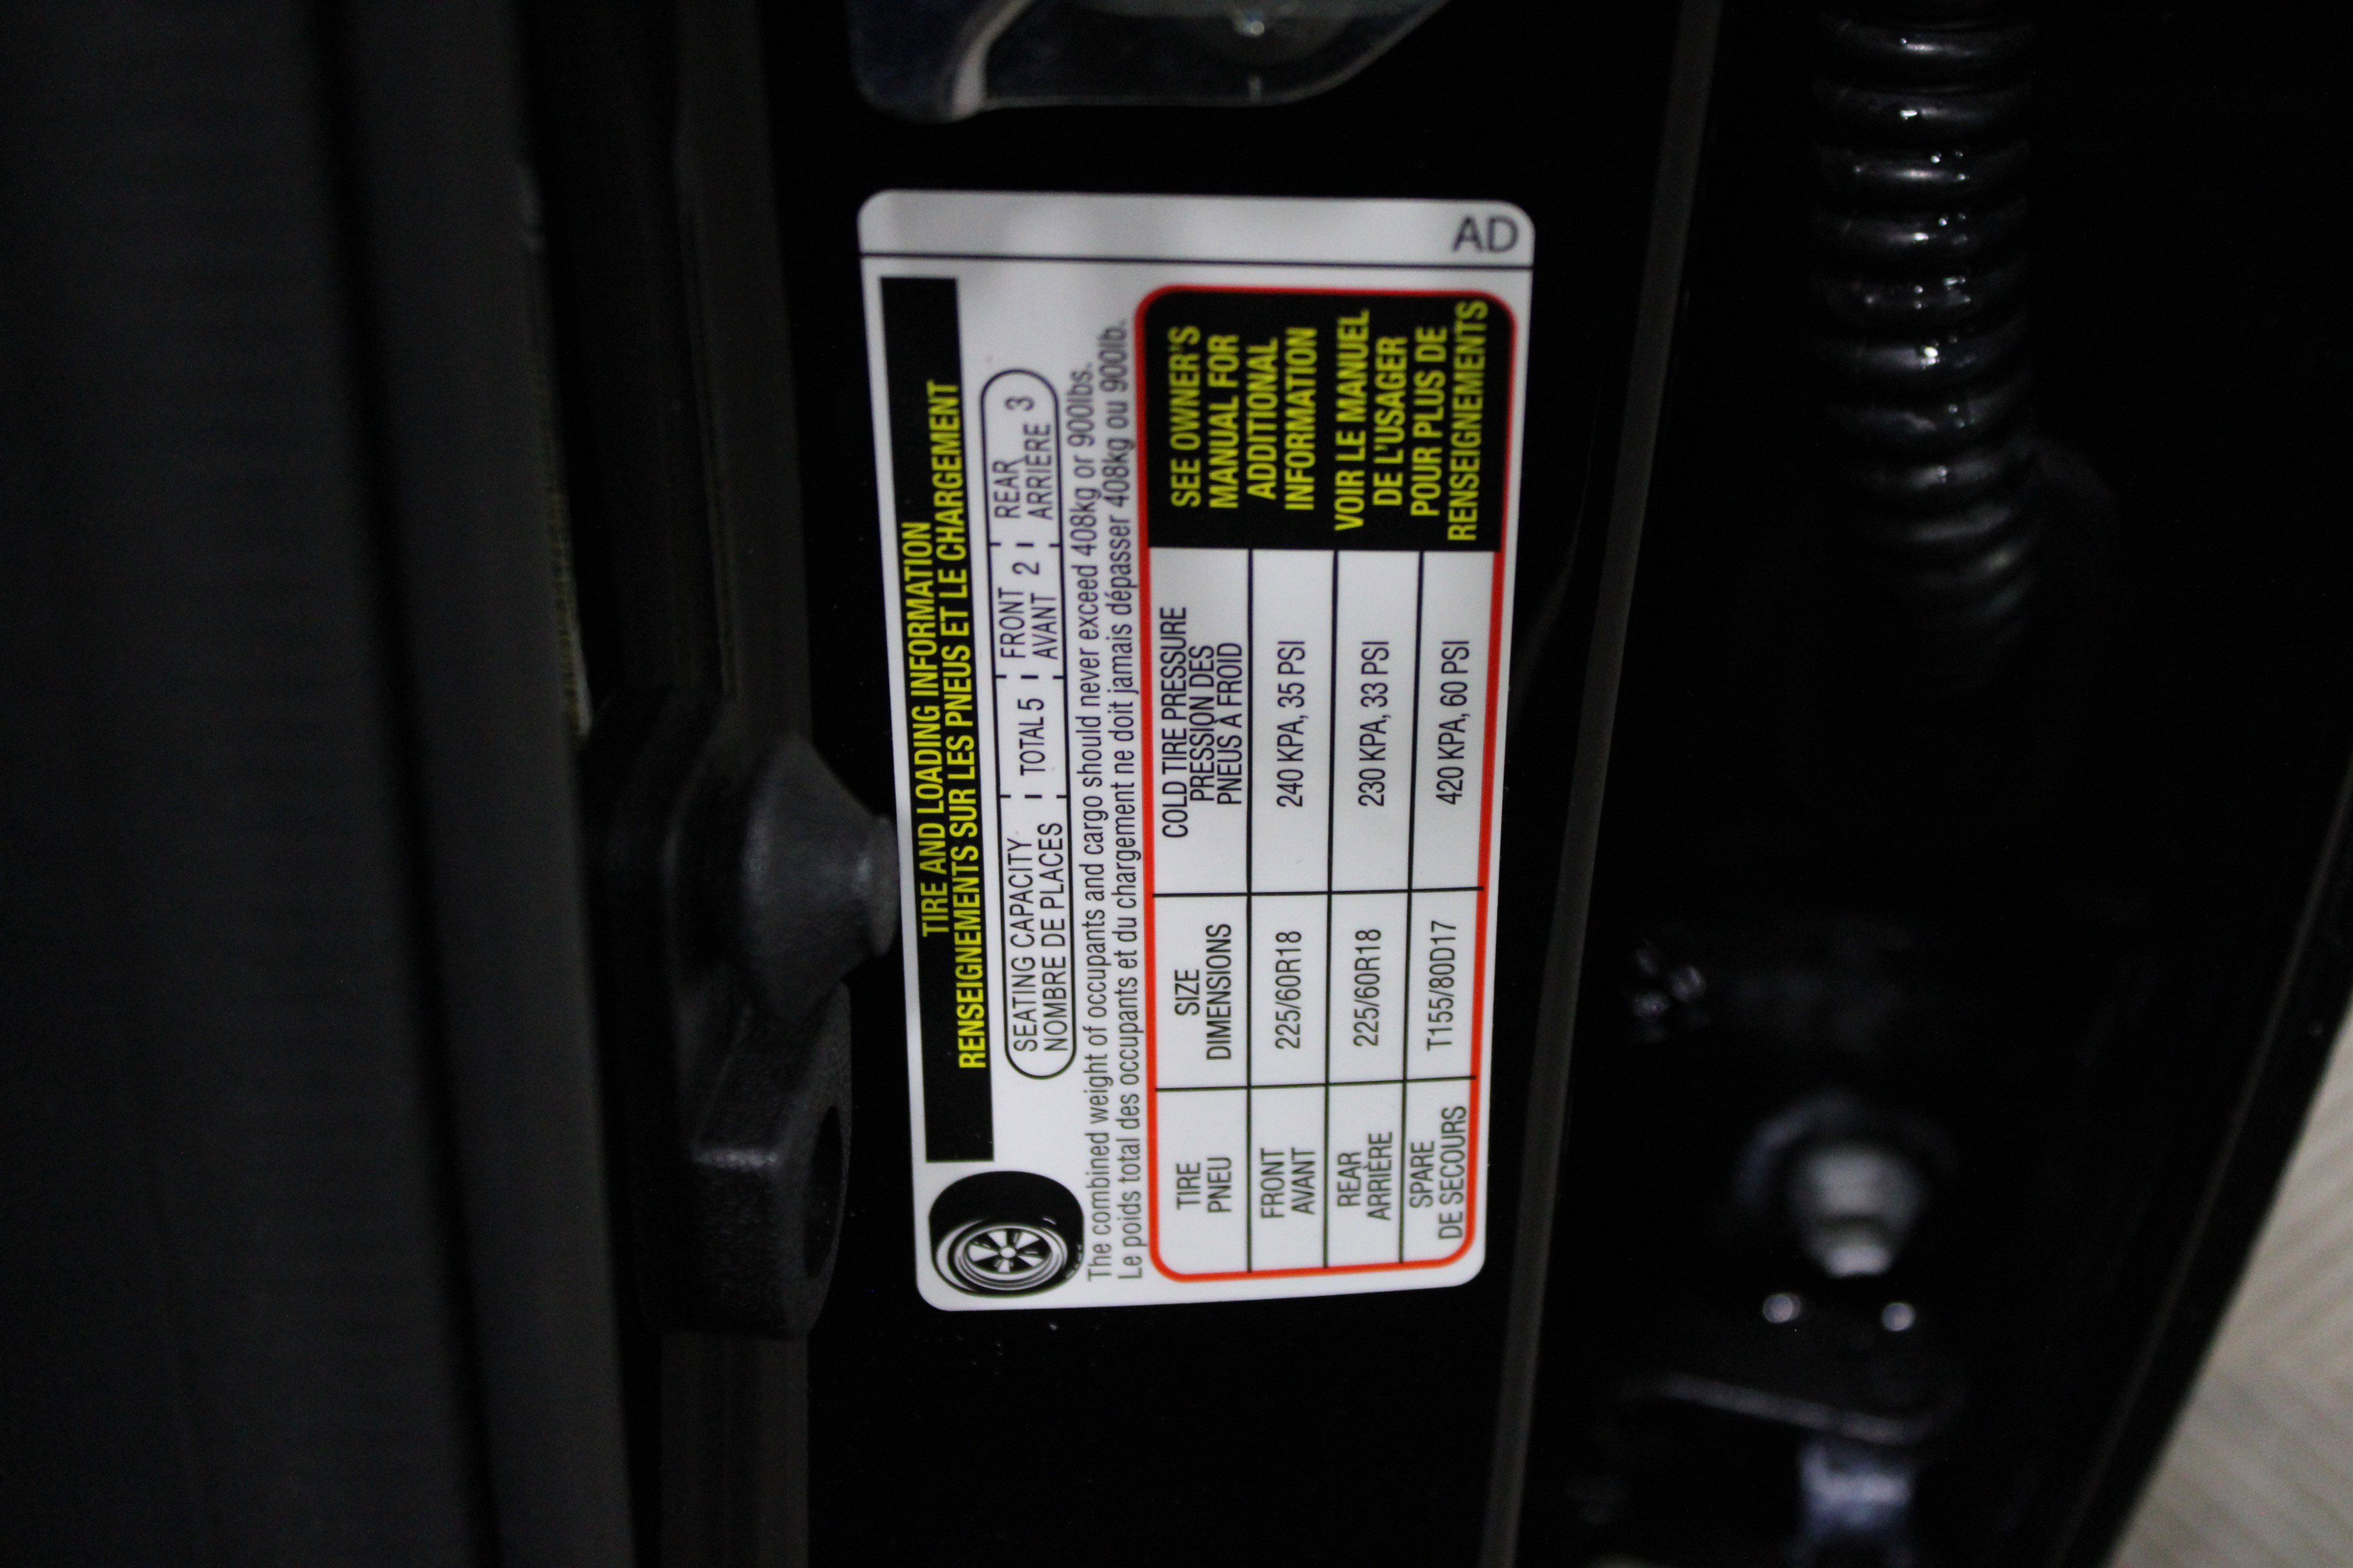 TIRE AND LOADING INFORMATION
RENSEIGNEMENTS SUR LES PNEUS ET LE CHARGEMENT
SEATING CAPACITY
NOMBRE DE PLACES
TOTAL 5
FRONT
AVANT 2
REAR
ARRIÈRE 3
The combined weight of occupants and cargo should never exceed 408kg or 900lbs.
Le poids total des occupants et du chargement ne doit jamais dépasser 408kg ou 900lb.
TIRE
PNEU
SIZE
DIMENSIONS
COLD TIRE PRESSURE
PRESSION DES
PNEUS À FROID
FRONT
AVANT
225/60R18
240 KPA, 35 PSI
REAR
ARRIÈRE
225/60R18
230 KPA, 33 PSI
SPARE
DE SECOURS
T155/80D17
420 KPA, 60 PSI
SEE OWNER'S
MANUAL FOR
ADDITIONAL
INFORMATION
VOIR LE MANUEL
DE L'USAGER
POUR PLUS DE
RENSEIGNEMENTS
AD